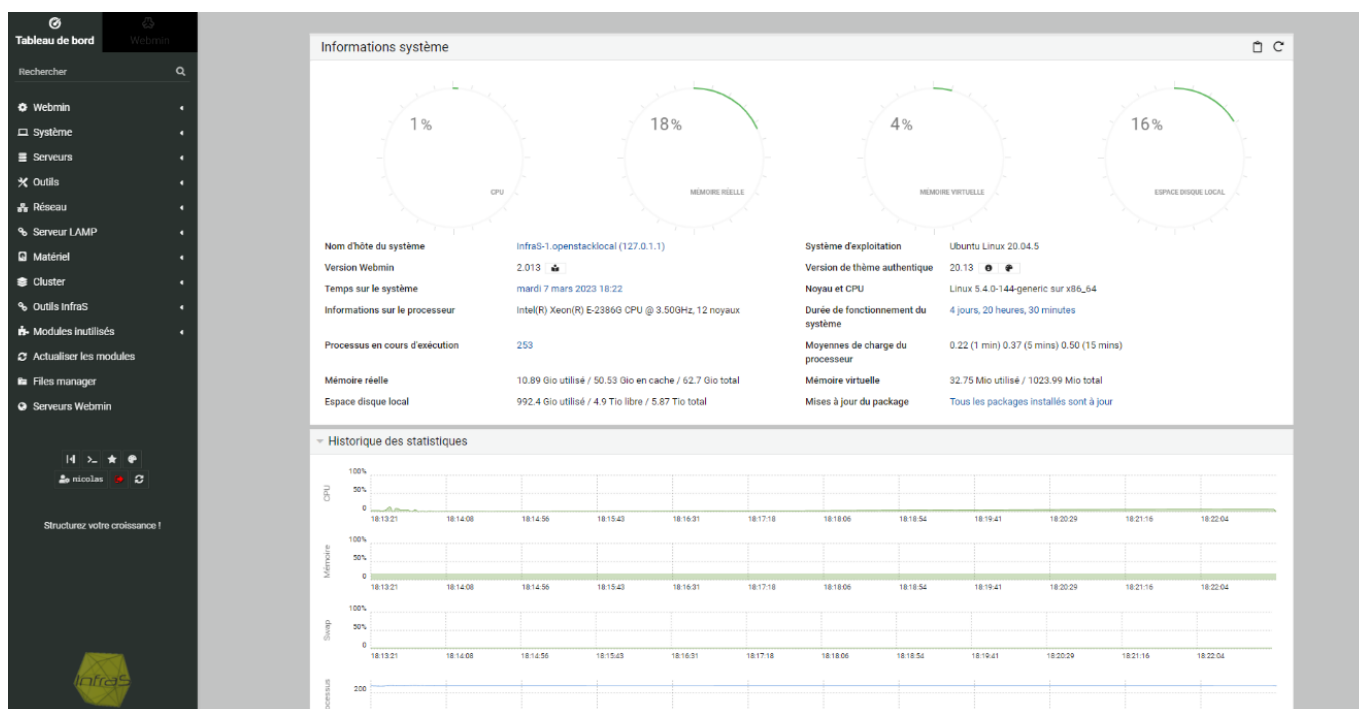 Tableau de bord
Webmin
Rechercher
Webmin
Système
Serveurs
Outils
Réseau
Serveur LAMP
Matériel
Cluster
Outils InfraS
Modules inutilisés
Actualiser les modules
Files manager
Serveurs Webmin
nicolas
Structurez votre croissance !
InfraS
Informations système
1%
18%
4%
16%
CPU
MÉMOIRE RÉELLE
MÉMOIRE VIRTUELLE
ESPACE DISQUE LOCAL
Nom d'hôte du système InfraS-1.openstacklocal (127.0.1.1) Système d'exploitation Ubuntu Linux 20.04.5
Version Webmin 2.013 Version de thème authentique 20.13
Temps sur le système mardi 7 mars 2023 18:22 Noyau et CPU Linux 5.4.0-144-generic sur x86_64
Informations sur le processeur Intel(R) Xeon(R) E-2386G CPU @ 3.50GHz, 12 noyaux Durée de fonctionnement du 4 jours, 20 heures, 30 minutes
système
Processus en cours d'exécution 253 Moyennes de charge du 0.22 (1 min) 0.37 (5 mins) 0.50 (15 mins)
processeur
Mémoire réelle 10.89 Gio utilisé / 50.53 Gio en cache / 62.7 Gio total Mémoire virtuelle 32.75 Mio utilisé / 1023.99 Mio total
Espace disque local 992.4 Gio utilisé / 4.9 Tio libre / 5.87 Tio total Mises à jour du package Tous les packages installés sont à jour
Historique des statistiques
CPU
100%
50%
0
18:13:21 18:14:08 18:14:56 18:15:43 18:16:31 18:17:18 18:18:06 18:18:54 18:19:41 18:20:29 18:21:16 18:22:04
Mémoire
100%
50%
0
18:13:21 18:14:08 18:14:56 18:15:43 18:16:31 18:17:18 18:18:06 18:18:54 18:19:41 18:20:29 18:21:16 18:22:04
Swap
100%
50%
0
18:13:21 18:14:08 18:14:56 18:15:43 18:16:31 18:17:18 18:18:06 18:18:54 18:19:41 18:20:29 18:21:16 18:22:04
200